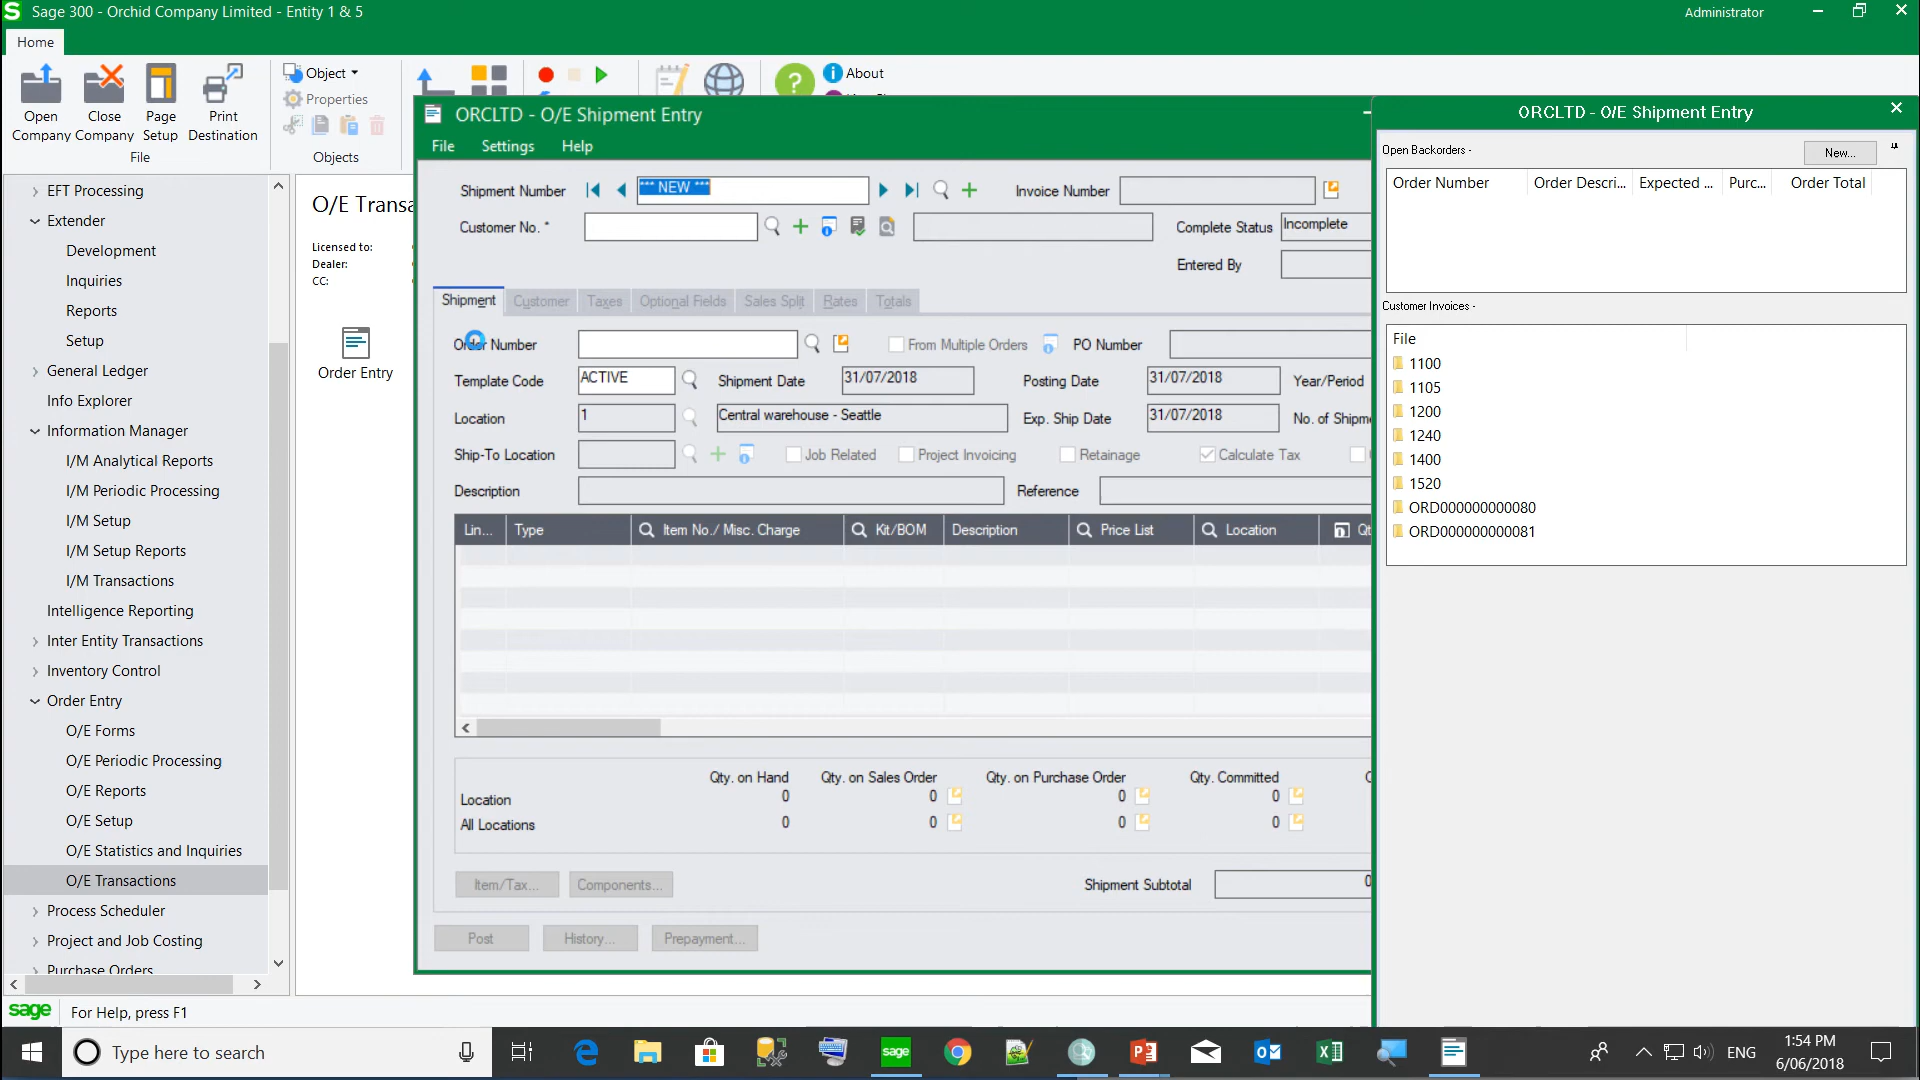 Sage 300 - Orchid Company Limited - Entity 1 & 5
Administrator
Home
Open Company
Close Company
Page Setup
Print Destination
File
Object
Properties
Objects
About
EFT Processing
Extender
Development
Inquiries
Reports
Setup
General Ledger
Info Explorer
Information Manager
I/M Analytical Reports
I/M Periodic Processing
I/M Setup
I/M Setup Reports
I/M Transactions
Intelligence Reporting
Inter Entity Transactions
Inventory Control
Order Entry
O/E Forms
O/E Periodic Processing
O/E Reports
O/E Setup
O/E Statistics and Inquiries
O/E Transactions
Process Scheduler
Project and Job Costing
Purchase Orders
O/E Transa
Licensed to:
Dealer:
CC:
Order Entry
ORCLTD - O/E Shipment Entry
File Settings Help
Shipment Number *** NEW *** Invoice Number
Customer No. * Complete Status Incomplete
Entered By
Shipment Customer Taxes Optional Fields Sales Split Rates Totals
Order Number From Multiple Orders PO Number
Template Code ACTIVE Shipment Date 31/07/2018 Posting Date 31/07/2018 Year/Period
Location 1 Central warehouse - Seattle Exp. Ship Date 31/07/2018 No. of Shipm
Ship-To Location Job Related Project Invoicing Retainage Calculate Tax
Description Reference
Lin... Type Item No./ Misc. Charge Kit/BOM Description Price List Location Qt
Qty. on Hand Qty. on Sales Order Qty. on Purchase Order Qty. Committed
Location 0 0 0 0
All Locations 0 0 0 0
Item/Tax... Components... Shipment Subtotal 0
Post History... Prepayment...
ORCLTD - O/E Shipment Entry
Open Backorders -
New...
Order Number Order Descri... Expected ... Purc... Order Total
Customer Invoices -
File
1100
1105
1200
1240
1400
1520
ORD000000000080
ORD000000000081
sage For Help, press F1
Type here to search
sage
ENG
1:54 PM
6/06/2018